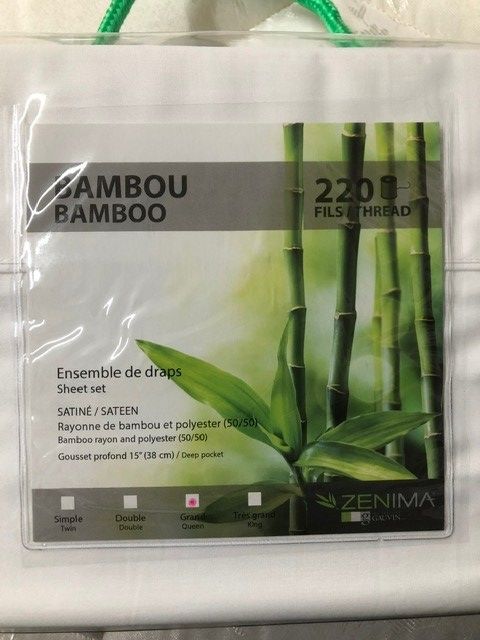 BAMBOU
BAMBOO
220
FILS / THREAD
Ensemble de draps
Sheet set
SATINÉ / SATEEN
Rayonne de bambou et polyester (50/50)
Bamboo rayon and polyester (50/50)
Gousset profond 15" (38 cm) / Deep pocket
Simple
Twin
Double
Double
Grand
Queen
Très grand
King
ZENIMA
GAUVIN